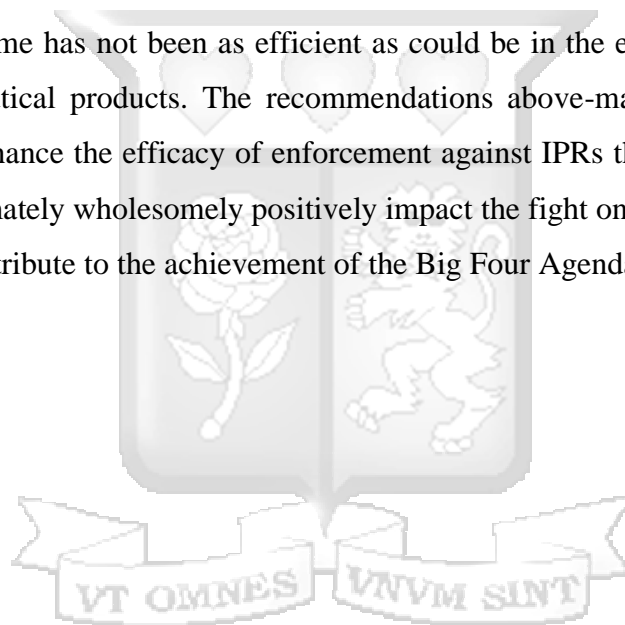 me has not been as efficient as could be in the e
tical products. The recommendations above-ma
nance the efficacy of enforcement against IPRs th
nately wholesomely positively impact the fight on
tribute to the achievement of the Big Four Agenda
VT OMNES VNVM SINT